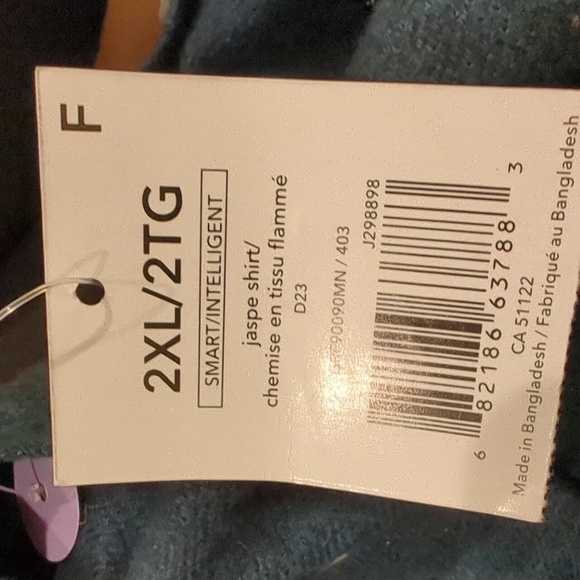 F
2XL/2TG
SMART/INTELLIGENT
jaspe shirt/
chemise en tissu flammé
D23
/ 403
J298898
6 82186 63788 3
CA 51122
Made in Bangladesh / Fabriqué au Bangladesh